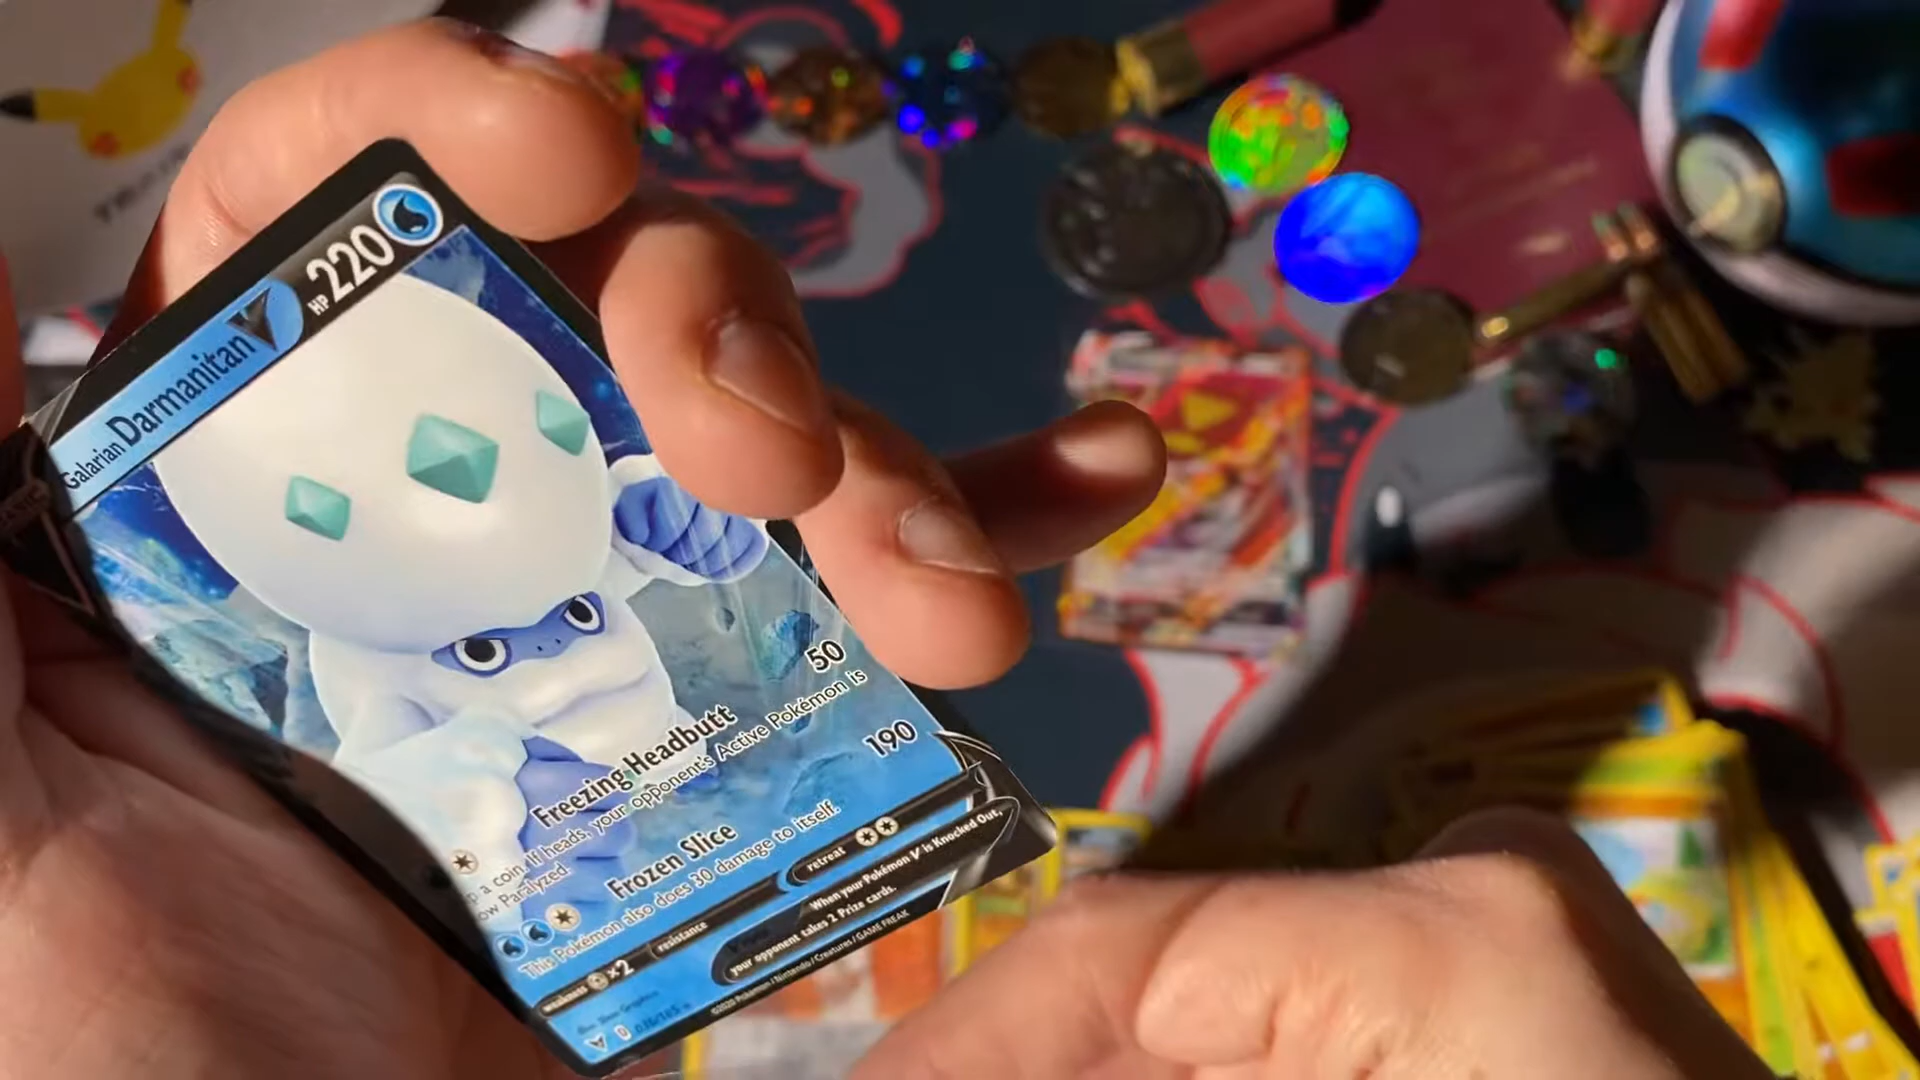 Galarian Darmanitan V HP 220
Freezing Headbutt 50
a coin. If heads, your opponent's Active Pokémon is
Paralyzed.
Frozen Slice 190
This Pokémon also does 30 damage to itself.
weakness ×2 resistance retreat
When your Pokémon V is Knocked Out,
your opponent takes 2 Prize cards.
©2020 Pokémon / Nintendo / Creatures / GAME FREAK